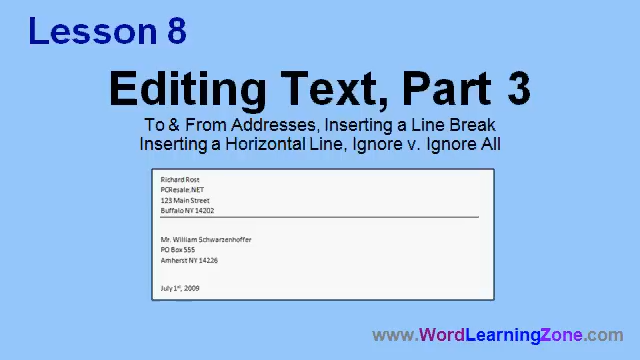 Lesson 8
Editing Text, Part 3
To & From Addresses, Inserting a Line Break
Inserting a Horizontal Line, Ignore v. Ignore All
Richard Rost
PCResale.NET
123 Main Street
Buffalo NY 14202
Mr. William Schwarzenhoffer
PO Box 555
Amherst NY 14226
July 1st, 2009
www.WordLearningZone.com